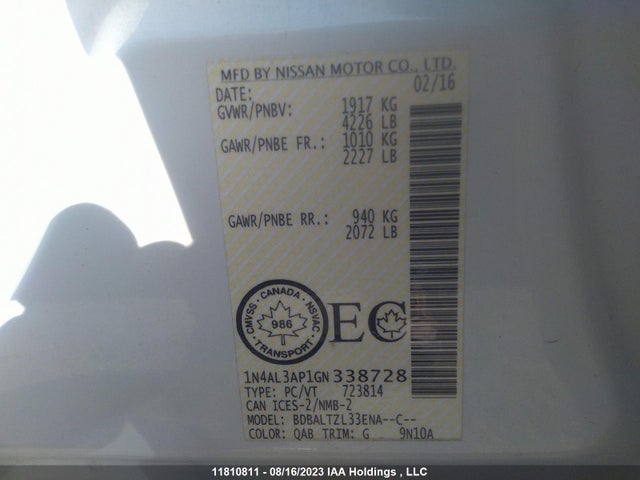 MFD BY NISSAN MOTOR CO., LTD.
DATE: 02/16
GVWR/PNBV: 1917 KG
4226 LB
GAWR/PNBE FR.: 1010 KG
2227 LB
GAWR/PNBE RR.: 940 KG
2072 LB
CMVSS · CANADA · NSVAC
986
· TRANSPORT ·
EC
1N4AL3AP1GN338728
TYPE: PC/VT 723814
CAN ICES-2/NMB-2
MODEL: BDBALTZL33ENA--C--
COLOR: QAB TRIM: G 9N10A
11810811 - 08/16/2023 IAA Holdings , LLC